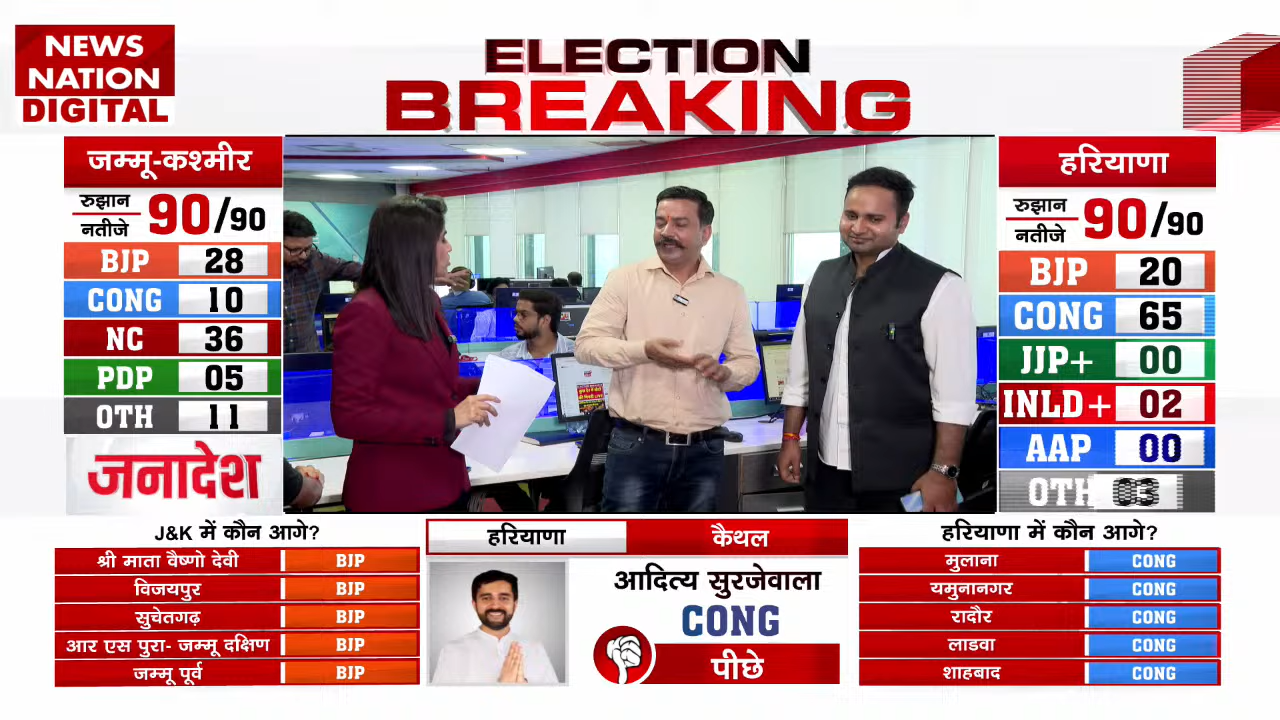 NEWS
NATION
DIGITAL
ELECTION
BREAKING
जम्मू-कश्मीर
रुझान
नतीजे
90/90
BJP 28
CONG 10
NC 36
PDP 05
OTH 11
जनादेश
हरियाणा
रुझान
नतीजे
90/90
BJP 20
CONG 65
JJP+ 00
INLD+ 02
AAP 00
OTH 03
J&K में कौन आगे?
श्री माता वैष्णो देवी BJP
विजयपुर BJP
सुचेतगढ़ BJP
आर एस पुरा- जम्मू दक्षिण BJP
जम्मू पूर्व BJP
हरियाणा कैथल
आदित्य सुरजेवाला
CONG
पीछे
हरियाणा में कौन आगे?
मुलाना CONG
यमुनानगर CONG
रादौर CONG
लाडवा CONG
शाहबाद CONG